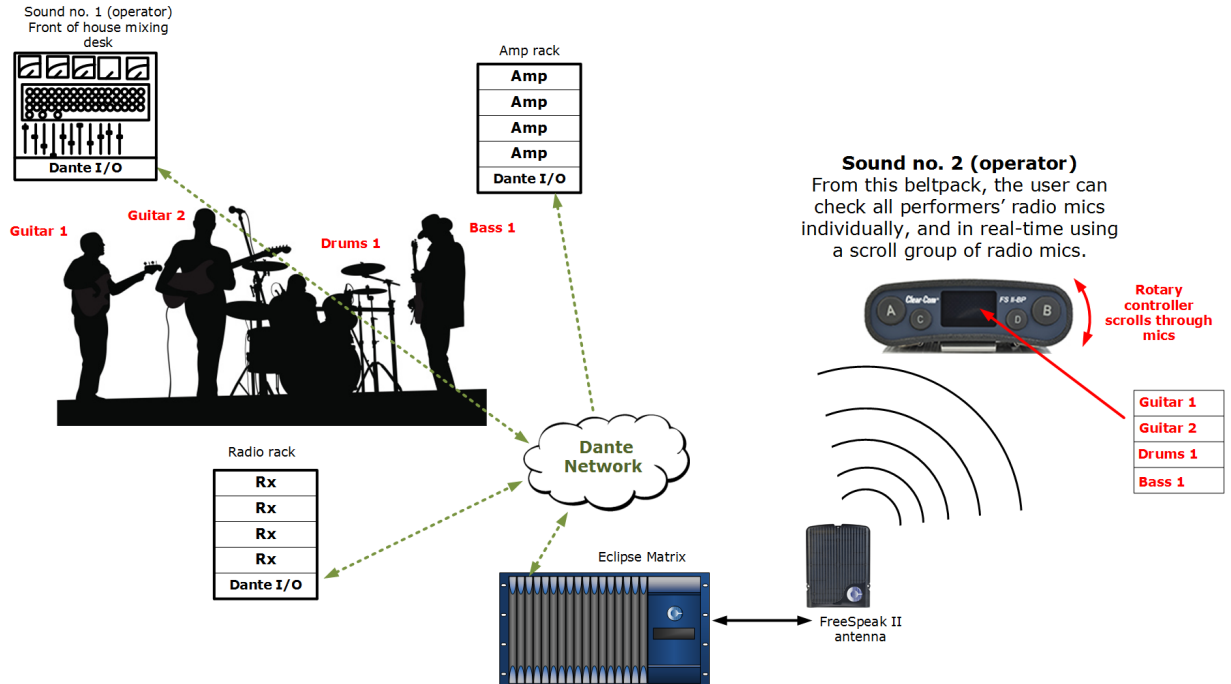 Sound no. 1 (operator)
Front of house mixing
desk
Dante I/O
Amp rack
Amp
Amp
Amp
Amp
Dante I/O
Guitar 1
Guitar 2
Drums 1
Bass 1
Sound no. 2 (operator)
From this beltpack, the user can
check all performers’ radio mics
individually, and in real-time using
a scroll group of radio mics.
A
C
Clear-Com
FS II-BP
D
B
Rotary
controller
scrolls through
mics
Guitar 1
Guitar 2
Drums 1
Bass 1
Dante
Network
Radio rack
Rx
Rx
Rx
Rx
Dante I/O
Eclipse Matrix
FreeSpeak II
antenna